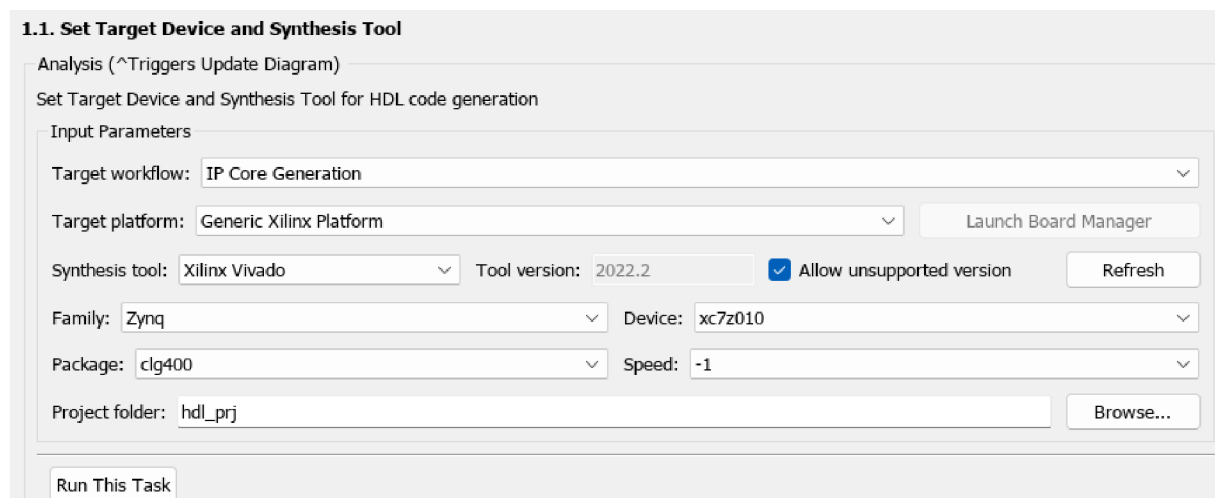 1.1. Set Target Device and Synthesis Tool
Analysis (^Triggers Update Diagram)
Set Target Device and Synthesis Tool for HDL code generation
Input Parameters
Target workflow: IP Core Generation
Target platform: Generic Xilinx Platform Launch Board Manager
Synthesis tool: Xilinx Vivado Tool version: 2022.2 Allow unsupported version Refresh
Family: Zynq Device: xc7z010
Package: clg400 Speed: -1
Project folder: hdl_prj Browse...
Run This Task